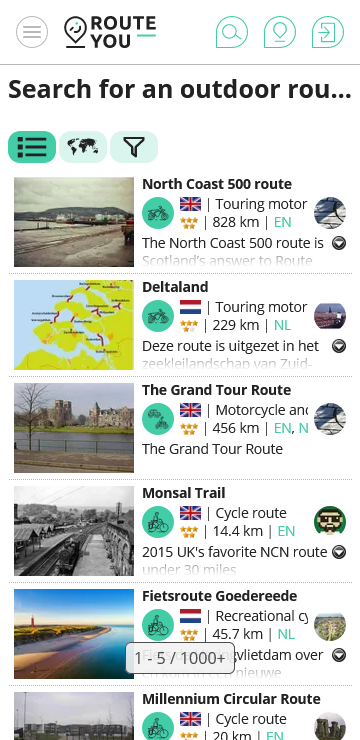 ROUTE
YOU
Search for an outdoor rou...
North Coast 500 route
| Touring motor
| 828 km | EN
The North Coast 500 route is
Scotland's answer to Route
Deltaland
| Touring motor
| 229 km | NL
Deze route is uitgezet in het
zeekleilandschap van Zuid-
The Grand Tour Route
| Motorcycle and
| 456 km | EN, N
The Grand Tour Route
Monsal Trail
| Cycle route
| 14.4 km | EN
2015 UK's favorite NCN route
under 30 miles
Fietsroute Goedereede
| Recreational cy
| 45.7 km | NL
vlietdam over
nieuwe
1 - 5 / 1000+
Millennium Circular Route
| Cycle route
| 20 km | EN